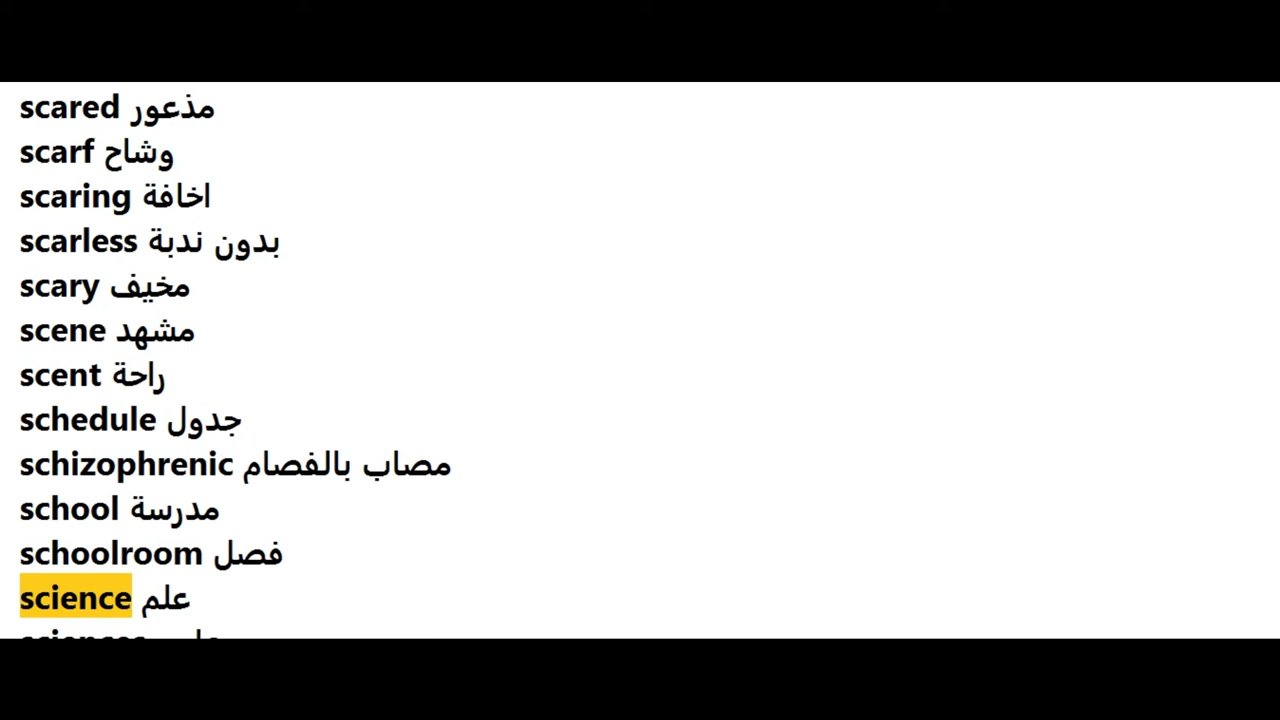 scared مذعور
scarf وشاح
scaring اخافة
scarless بدون ندبة
scary مخيف
scene مشهد
scent راحة
schedule جدول
schizophrenic مصاب بالفصام
school مدرسة
schoolroom فصل
science علم